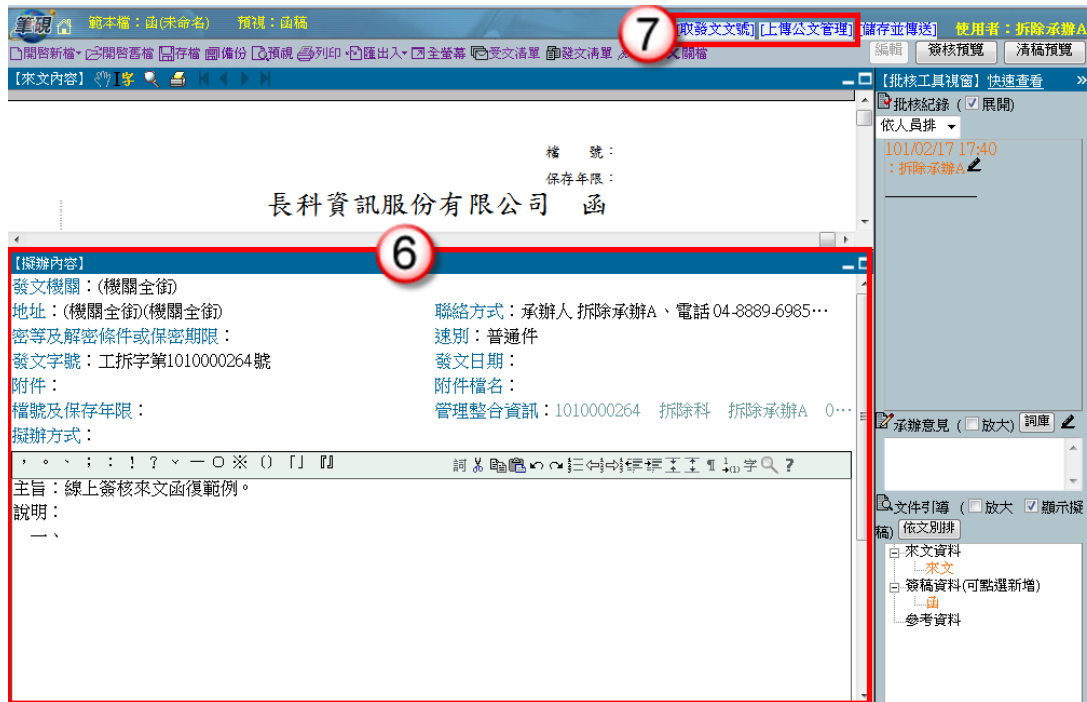 筆硯 範本檔：函(未命名) 預視：函稿 7 [取發文文號] [上傳公文管理] [儲存並傳送] 使用者：拆除承辦A
開啓新檔 開啓舊檔 存檔 備份 預視 列印 匯出入 全螢幕 受文清單 發文清單 關檔 編輯 簽核預覽 清稿預覽
【來文內容】 字 【批核工具視窗】 快速查看 »
批核紀錄 ( 展開)
依人員排
101/02/17 17:40
：拆除承辦A
檔 號：
保存年限：
長科資訊服份有限公司 函
6
【擬辦內容】
發文機關：(機關全銜)
地址：(機關全銜)(機關全銜) 聯絡方式：承辦人 拆除承辦A、電話 04-8889-6985…
密等及解密條件或保密期限： 速別：普通件
發文字號：工拆字第1010000264號 發文日期：
附件： 附件檔名：
檔號及保存年限： 管理整合資訊：1010000264 拆除科 拆除承辦A 0…
擬辦方式：
，。、；：！？ˇ—○※（）「」『』 詞 字 ?
主旨：線上簽核來文函復範例。
說明：
一、
承辦意見 ( 放大) 詞庫
文件引導 ( 放大 顯示擬
稿) 依文別排
來文資料
來文
簽稿資料(可點選新增)
函
參考資料